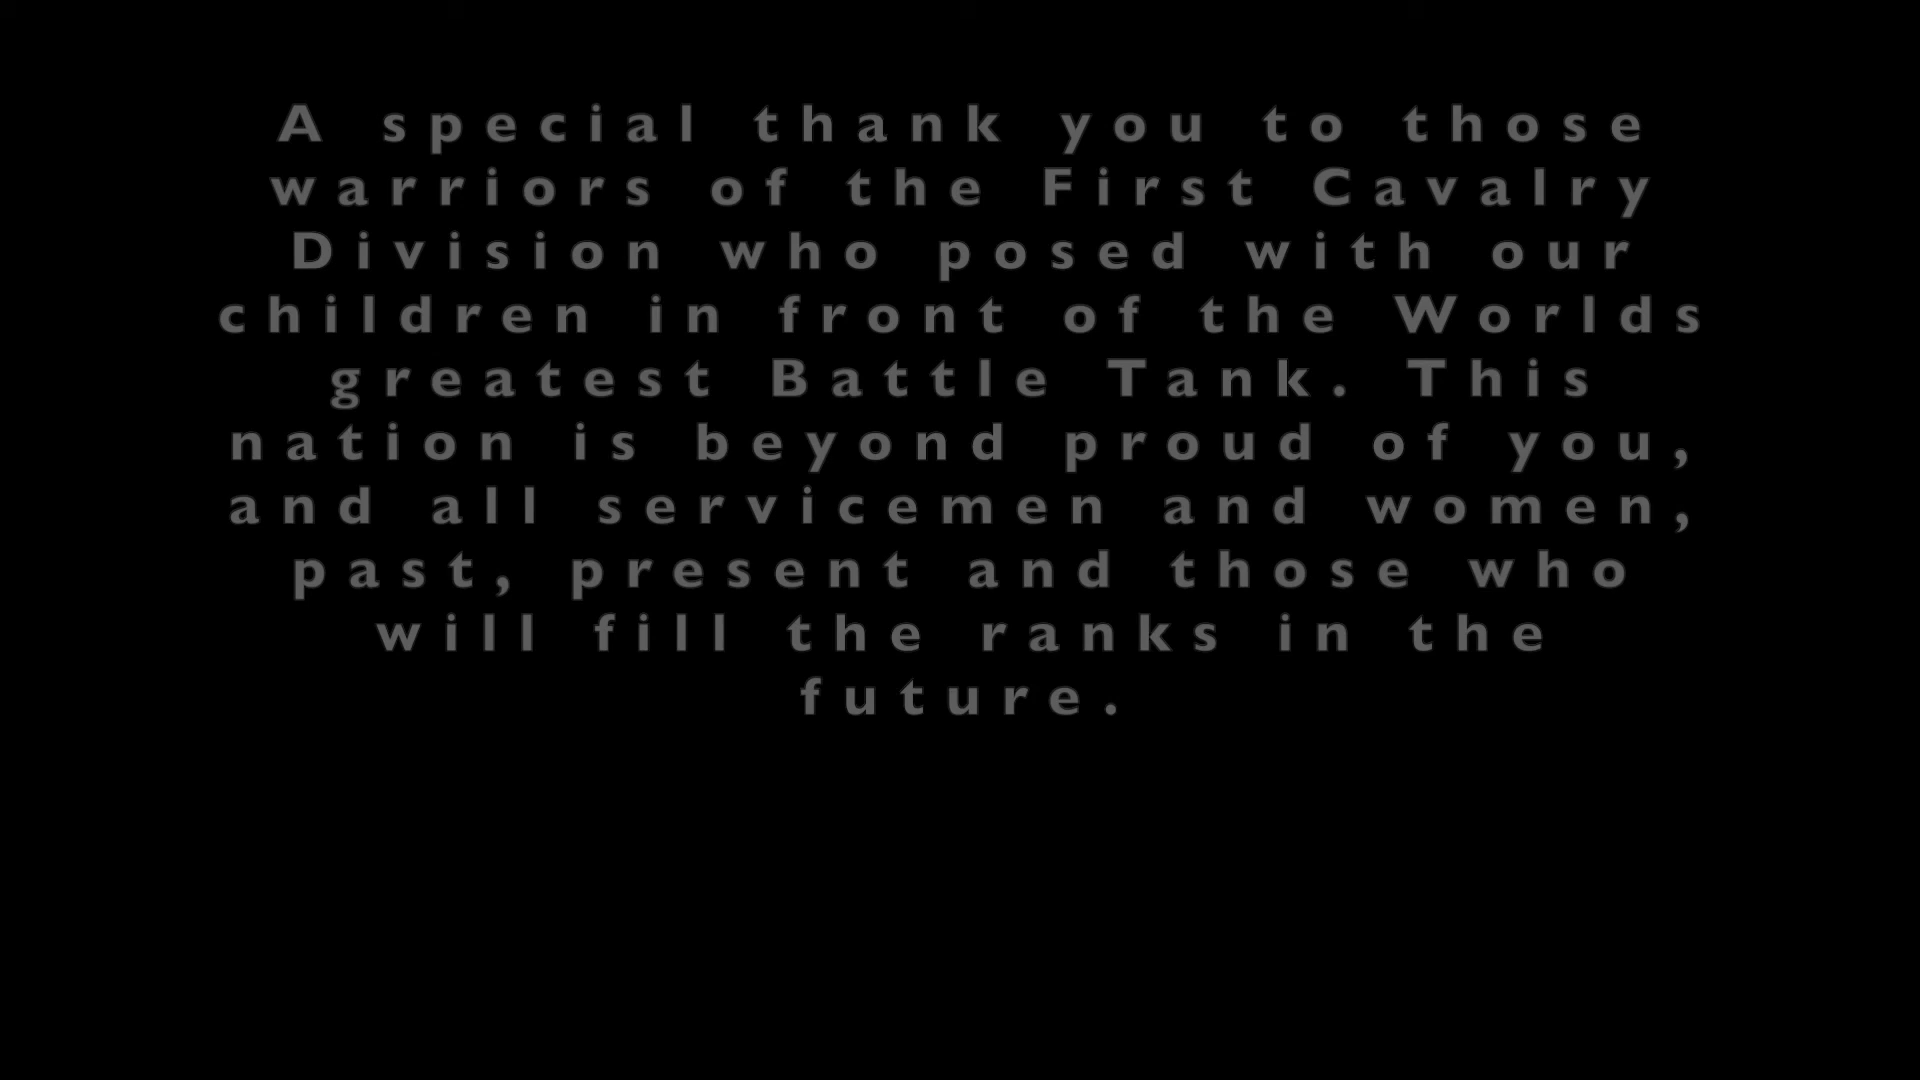 A special thank you to those
warriors of the First Cavalry
Division who posed with our
children in front of the Worlds
greatest Battle Tank. This
nation is beyond proud of you,
and all servicemen and women,
past, present and those who
will fill the ranks in the
future.